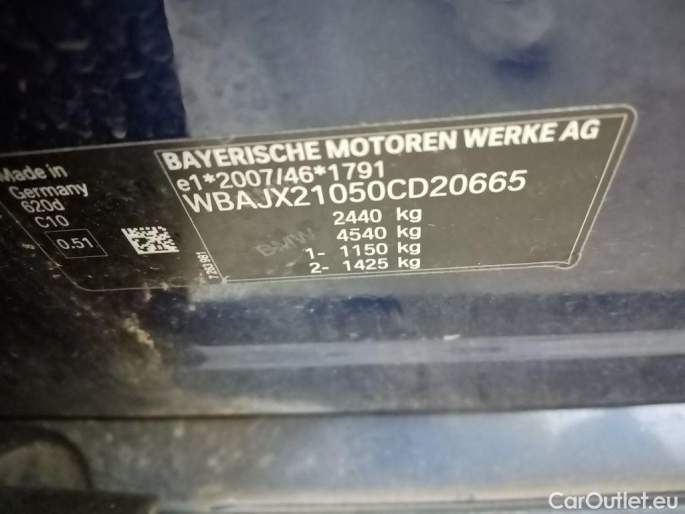 BAYERISCHE MOTOREN WERKE AG
e1*2007/46*1791
WBAJX21050CD20665
2440 kg
4540 kg
1- 1150 kg
2- 1425 kg
Made in
Germany
620d
C10
0.51
BMW
CarOutlet.eu